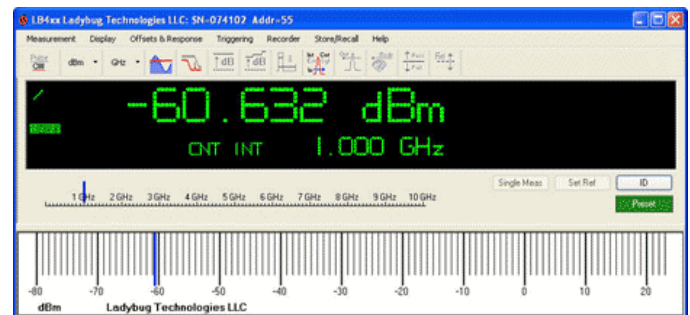 LB4xx Ladybug Technologies LLC: SN-074102 Addr-55
Measurement Display Offsets & Response Triggering Recorder Store/Recall Help
dBm GHz
-60.632 dBm
CNT INT 1.000 GHz
Single Meas Set Ref ID
1 GHz 2 GHz 3 GHz 4 GHz 5 GHz 6 GHz 7 GHz 8 GHz 9 GHz 10 GHz
Preset
-80 -70 -60 -50 -40 -30 -20 -10 0 10 20
dBm Ladybug Technologies LLC